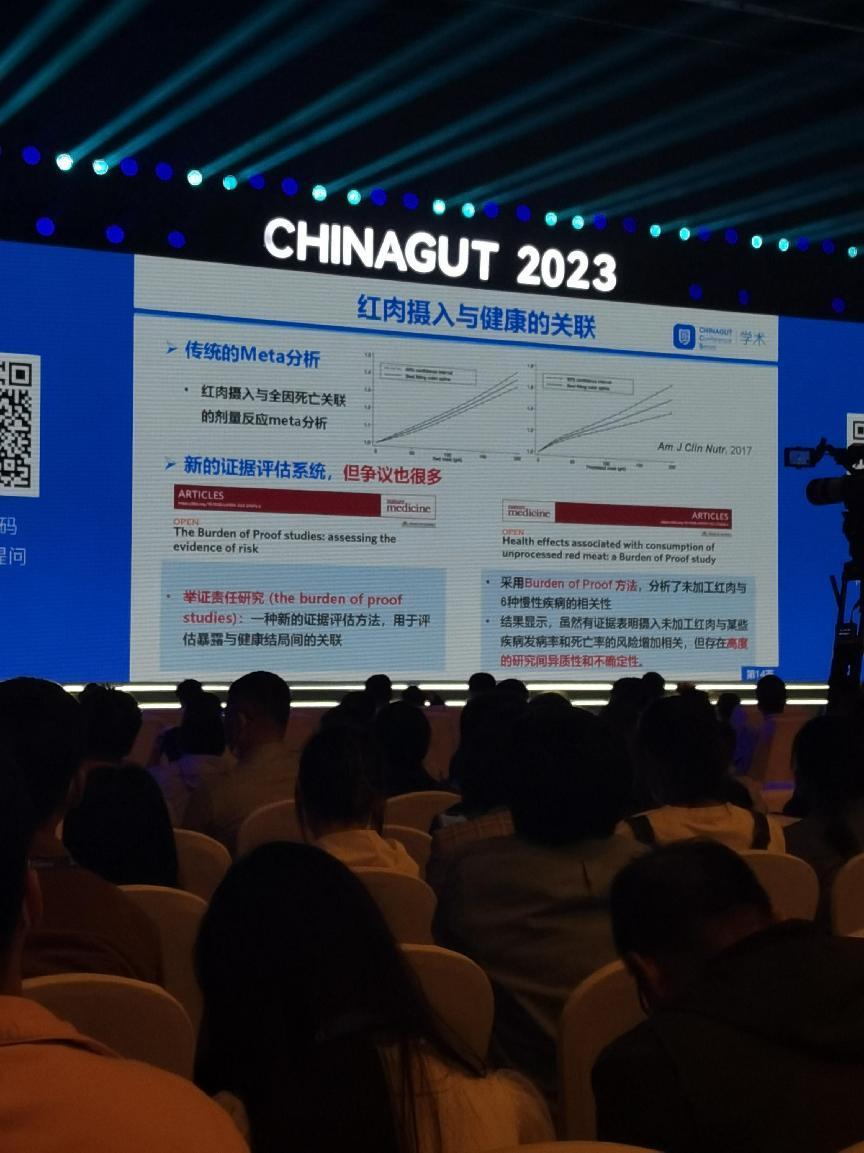 CHINAGUT 2023
红肉摄入与健康的关联
CHINAGUT
Conference
学术
➢ 传统的Meta分析
• 红肉摄入与全因死亡关联
的剂量反应meta分析
Am J Clin Nutr, 2017
➢ 新的证据评估系统，但争议也很多
ARTICLES
nature
medicine
OPEN
The Burden of Proof studies: assessing the
evidence of risk
nature
medicine
ARTICLES
OPEN
Health effects associated with consumption of
unprocessed red meat: a Burden of Proof study
• 举证责任研究 (the burden of proof
studies)：一种新的证据评估方法，用于评
估暴露与健康结局间的关联
• 采用Burden of Proof 方法，分析了未加工红肉与
6种慢性疾病的相关性
• 结果显示，虽然有证据表明摄入未加工红肉与某些
疾病发病率和死亡率的风险增加相关，但存在高度
的研究间异质性和不确定性。
第14页
码
提问